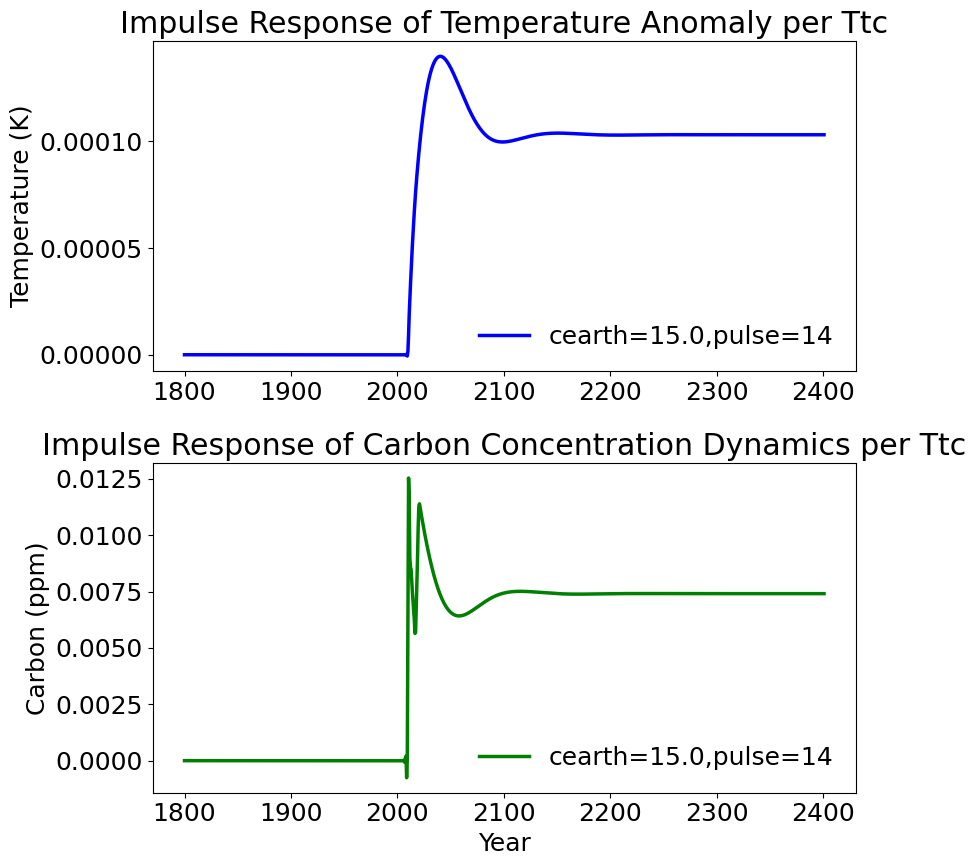 Impulse Response of Temperature Anomaly per Ttc
Temperature (K)
0.00010
0.00005
0.00000
cearth=15.0,pulse=14
1800 1900 2000 2100 2200 2300 2400
Impulse Response of Carbon Concentration Dynamics per Ttc
Carbon (ppm)
0.0125
0.0100
0.0075
0.0050
0.0025
0.0000
cearth=15.0,pulse=14
1800 1900 2000 2100 2200 2300 2400
Year